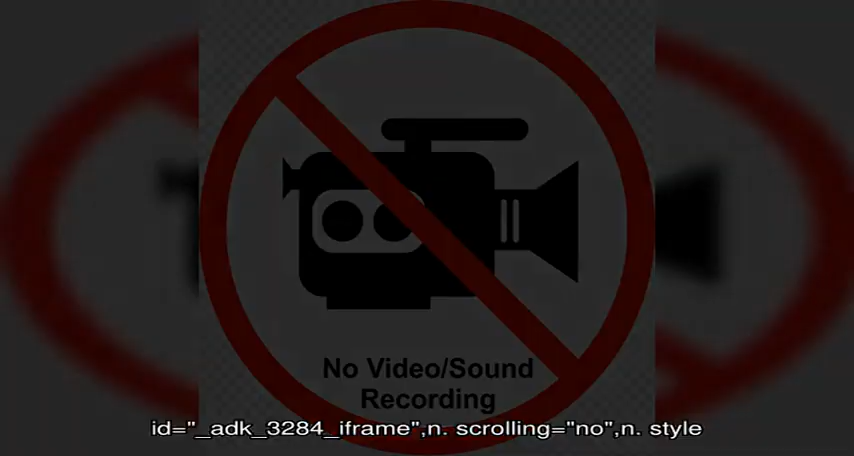 No Video/Sound
Recording
id="_adk_3284_iframe",n. scrolling="no",n. style